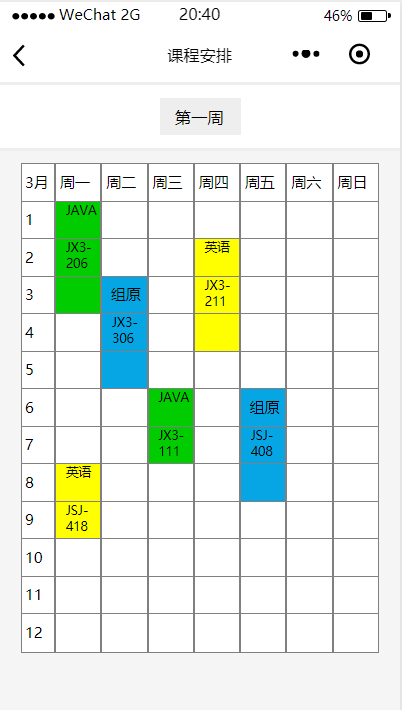 WeChat 2G 20:40 46%
课程安排
第一周
3月 周一 周二 周三 周四 周五 周六 周日
1 JAVA
2 JX3-206 英语
3 组原 JX3-211
4 JX3-306
5
6 JAVA 组原
7 JX3-111 JSJ-408
8 英语
9 JSJ-418
10
11
12